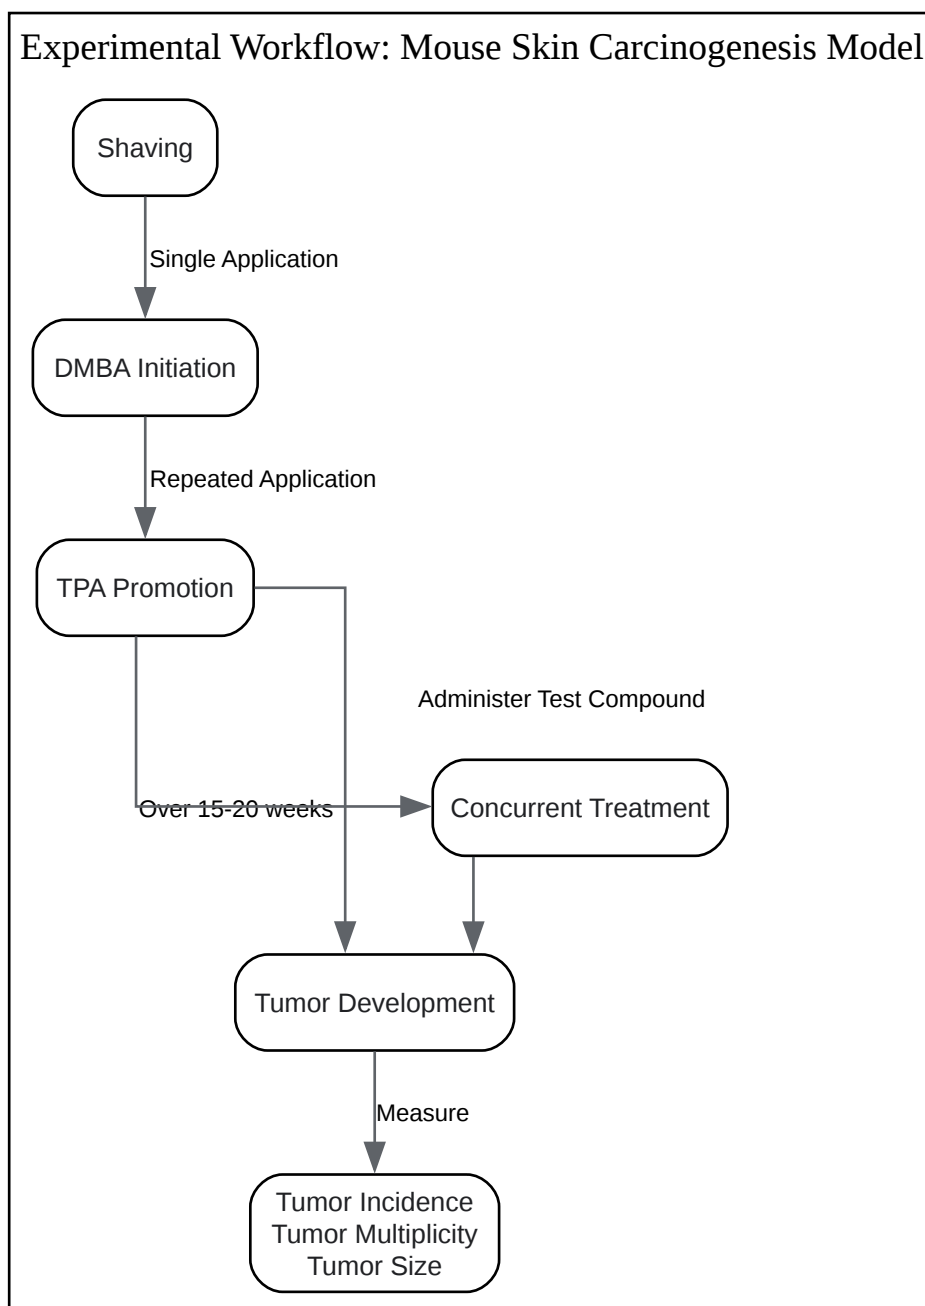 Experimental Workflow: Mouse Skin Carcinogenesis Model
Shaving
Single Application
DMBA Initiation
Repeated Application
TPA Promotion
Administer Test Compound
Over 15-20 weeks
Concurrent Treatment
Tumor Development
Measure
Tumor Incidence
Tumor Multiplicity
Tumor Size